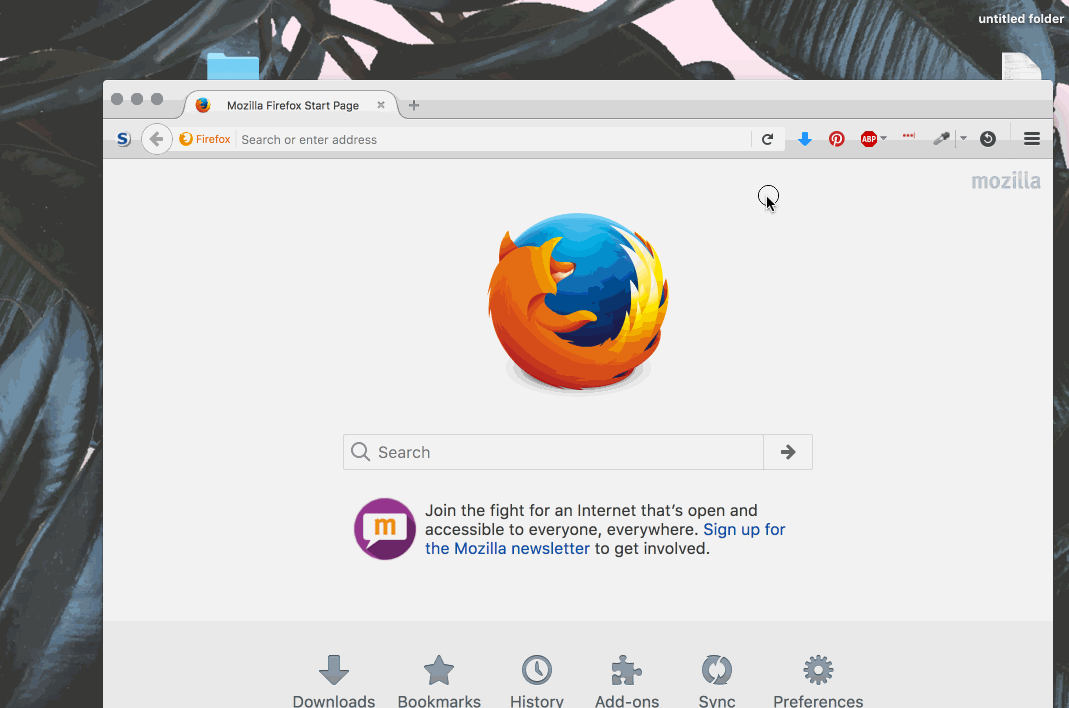 untitled folder
Mozilla Firefox Start Page
S
Firefox
Search or enter address
ABP
mozilla
Search
m
Join the fight for an Internet that’s open and
accessible to everyone, everywhere. Sign up for
the Mozilla newsletter to get involved.
Downloads
Bookmarks
History
Add-ons
Sync
Preferences